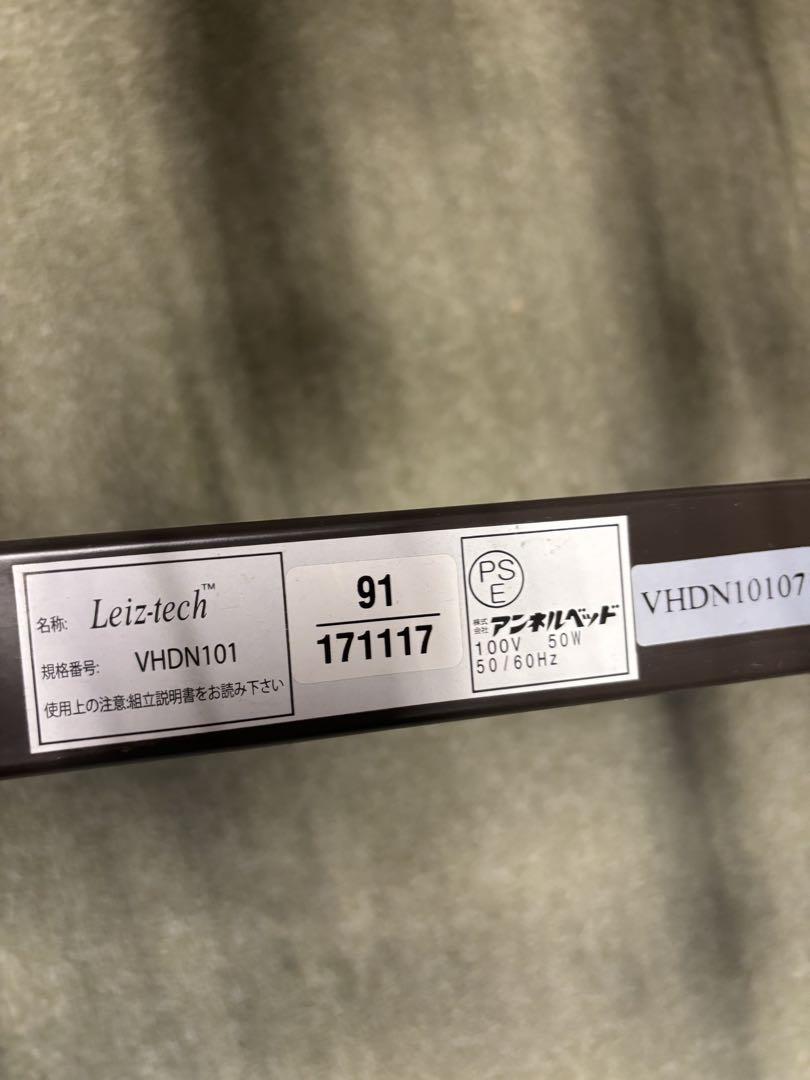 名称: Leiz-tech™
規格番号: VHDN101
使用上の注意:組立説明書をお読み下さい
91
171117
PS
E
株式会社 アンネルベッド
100V 50W
50/60Hz
VHDN10107